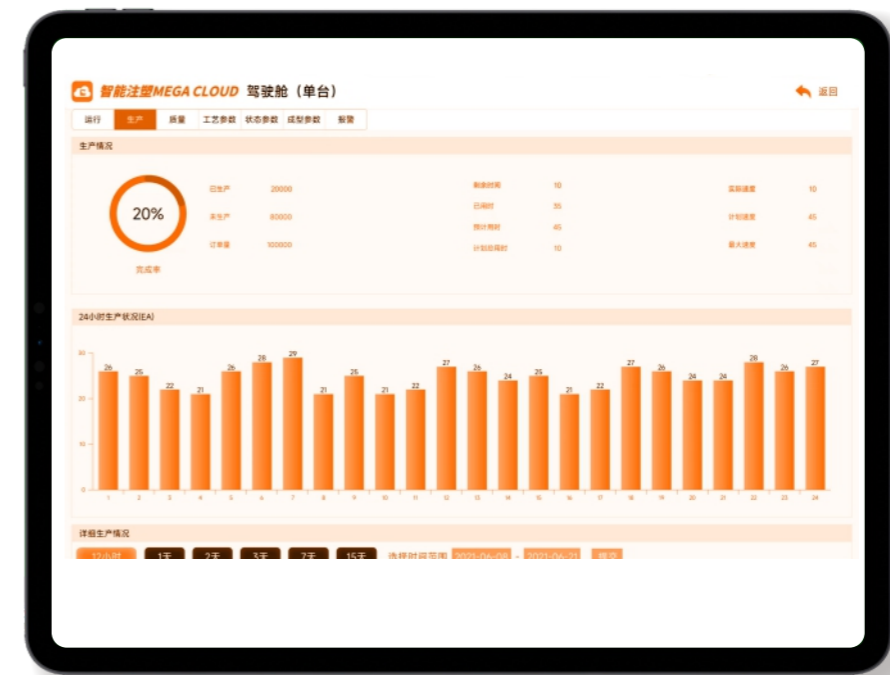 智能注塑MEGA CLOUD 驾驶舱（单台） 返回
运行 生产 质量 工艺参数 状态参数 成型参数 报警
生产情况
20%
完成率
已生产 20000
未生产 80000
订单量 100000
剩余时间 10
已用时 35
预计用时 45
计划总用时 10
实际速度 10
计划速度 45
最大速度 45
24小时生产状况(EA)
30
20
10
0
26 25 22 21 26 28 29 21 25 21 22 27 26 24 25 21 22 27 26 24 24 28 26 27
1 2 3 4 5 6 7 8 9 10 11 12 13 14 15 16 17 18 19 20 21 22 23 24
详细生产情况
12小时 1天 2天 3天 7天 15天 选择时间范围 2021-06-08 - 2021-06-21 提交